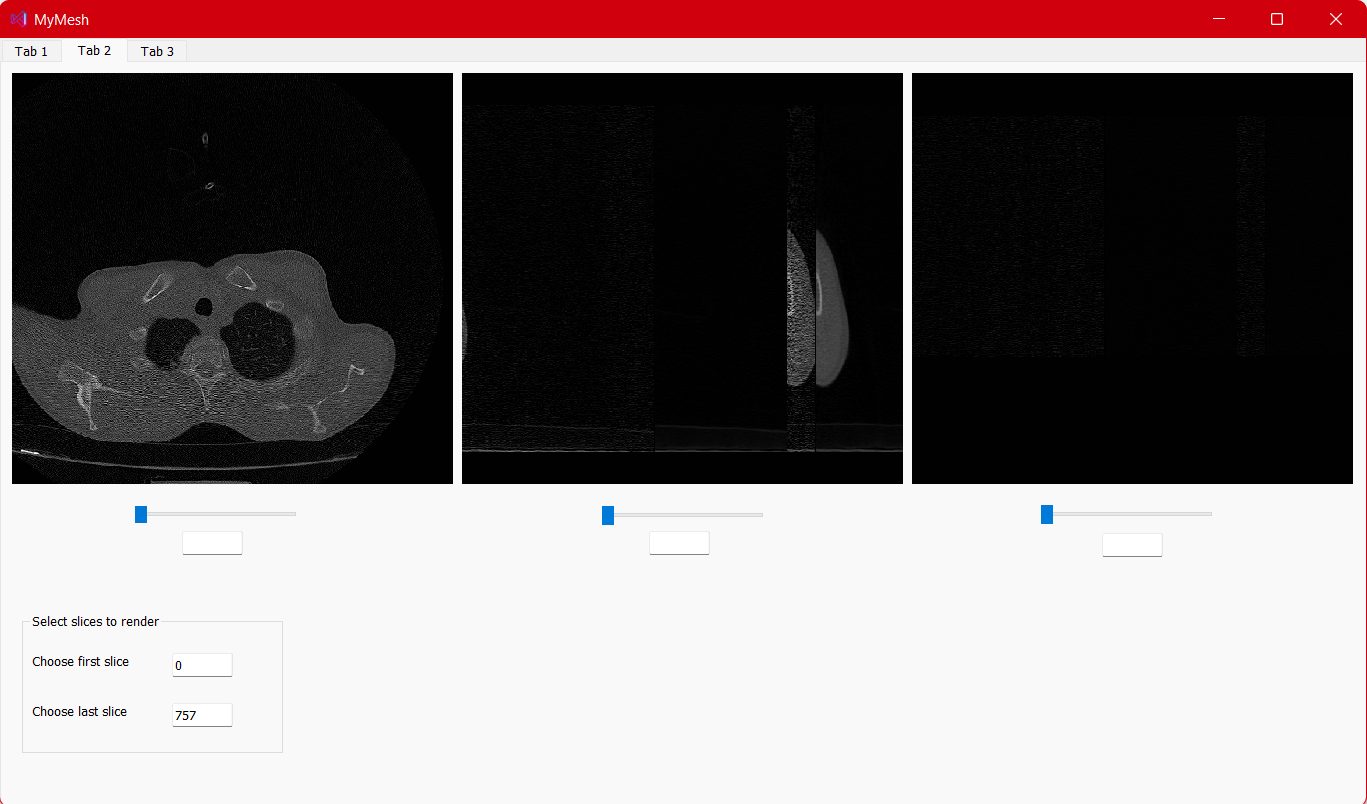 MyMesh
Tab 1 Tab 2 Tab 3
Select slices to render
Choose first slice 0
Choose last slice 757